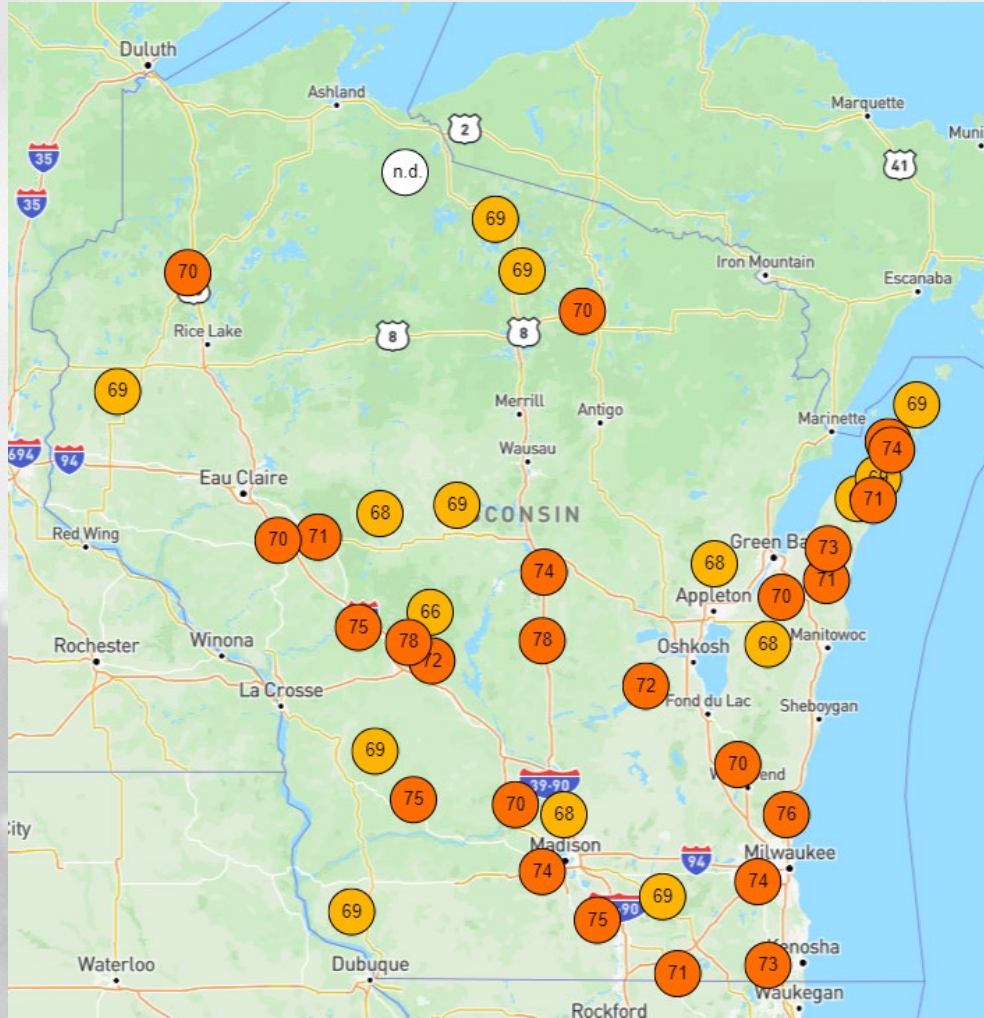 Duluth
Ashland
Marquette
2
Muni
35
41
n.d.
35
69
Iron Mountain
69
70
Escanaba
70
Rice Lake
8
8
69
Merrill
69
Antigo
Marinette
74
694
94
Wausau
Eau Claire
69
71
68
CONSIN
Red Wing
70
71
73
Green Ba
74
68
71
Appleton
70
66
75
78
78
Manitowoc
Winona
68
Rochester
72
Oshkosh
La Crosse
72
Fond du Lac
Sheboygan
69
70
end
39-90
75
70
68
76
City
Madison
94
Milwaukee
74
74
69
69
-90
75
Kenosha
Waterloo
Dubuque
71
73
Waukegan
Rockford